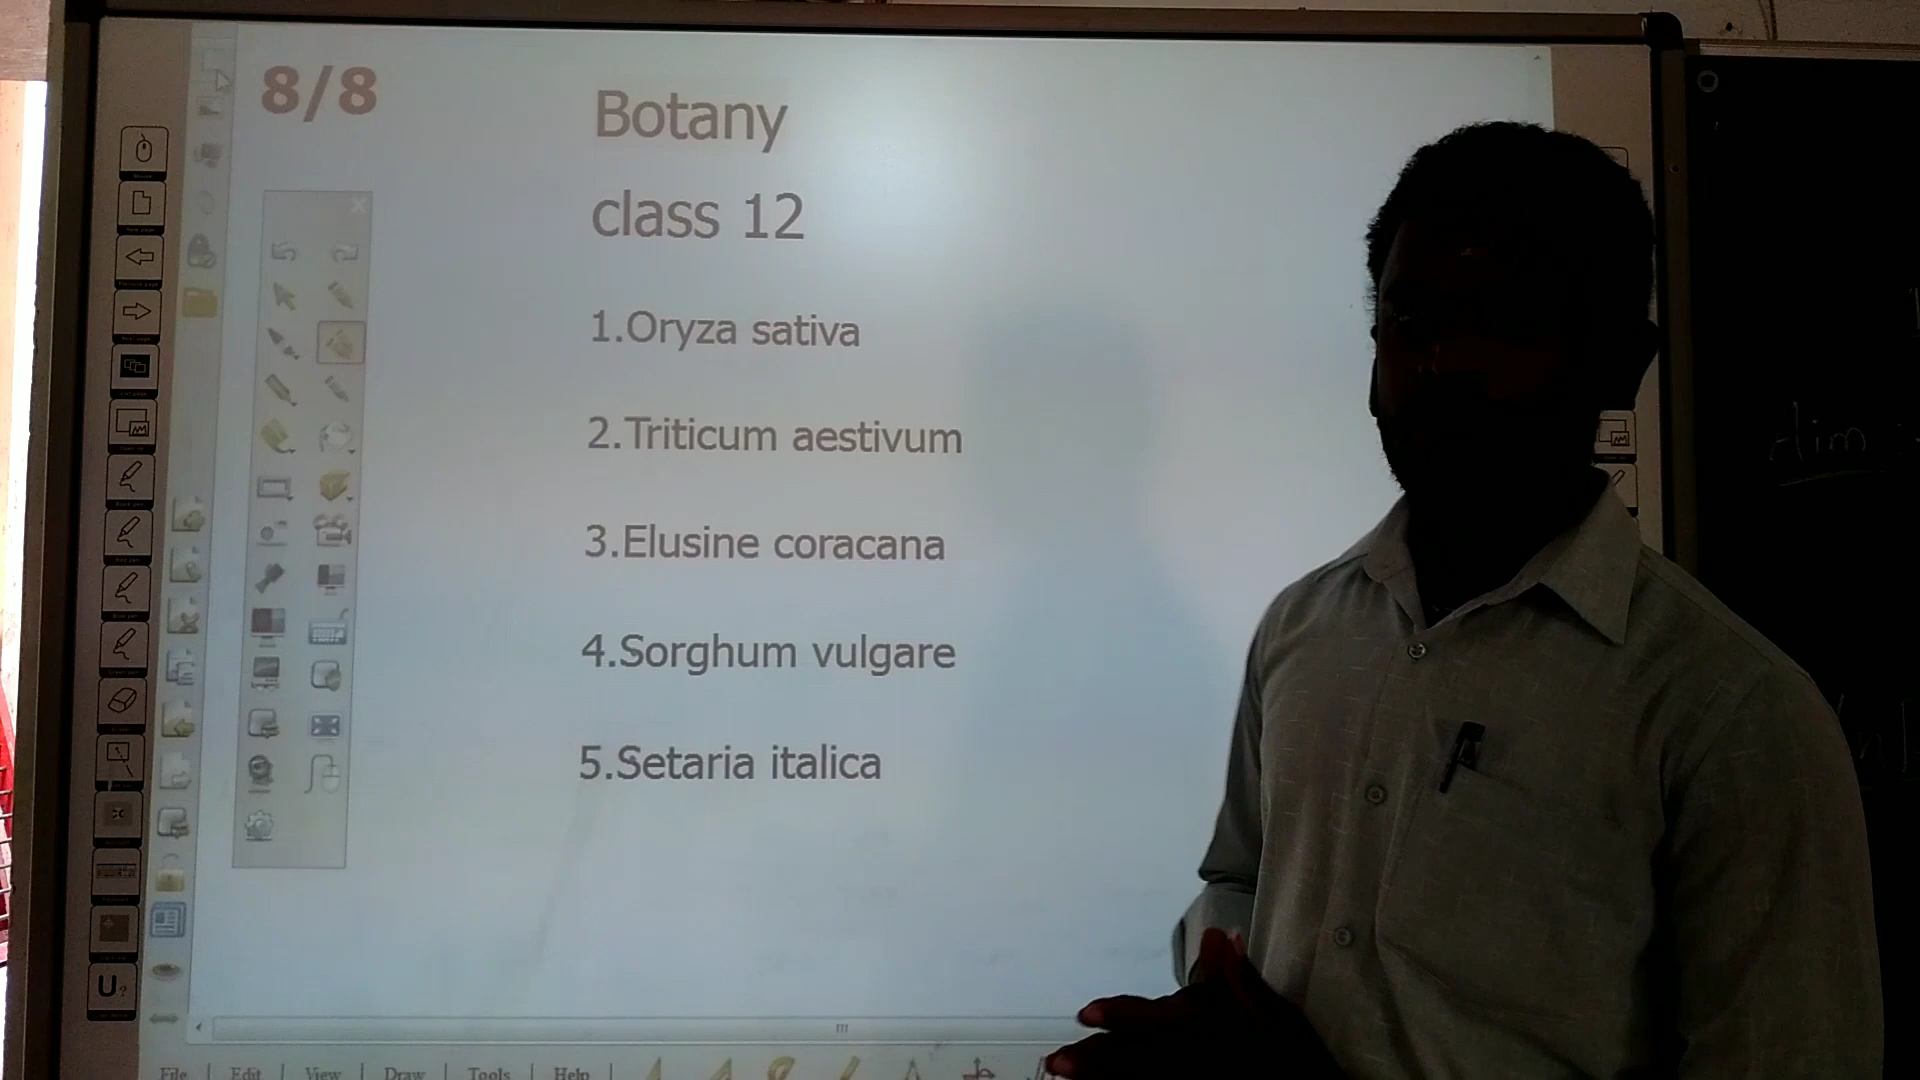 8/8
Botany
class 12
1.Oryza sativa
2.Triticum aestivum
3.Elusine coracana
4.Sorghum vulgare
5.Setaria italica
Aim
U?
File | Edit | View | Draw | Tools | Help |